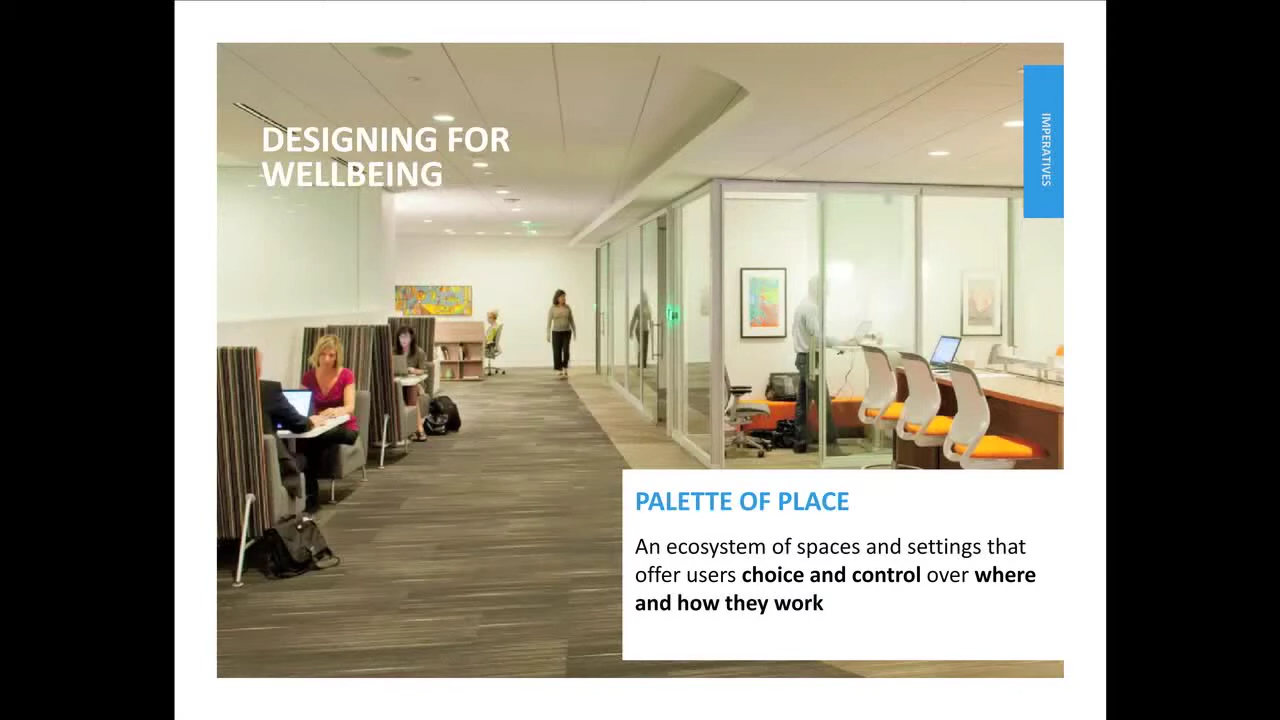 DESIGNING FOR
WELLBEING
IMPERATIVES
PALETTE OF PLACE
An ecosystem of spaces and settings that
offer users choice and control over where
and how they work